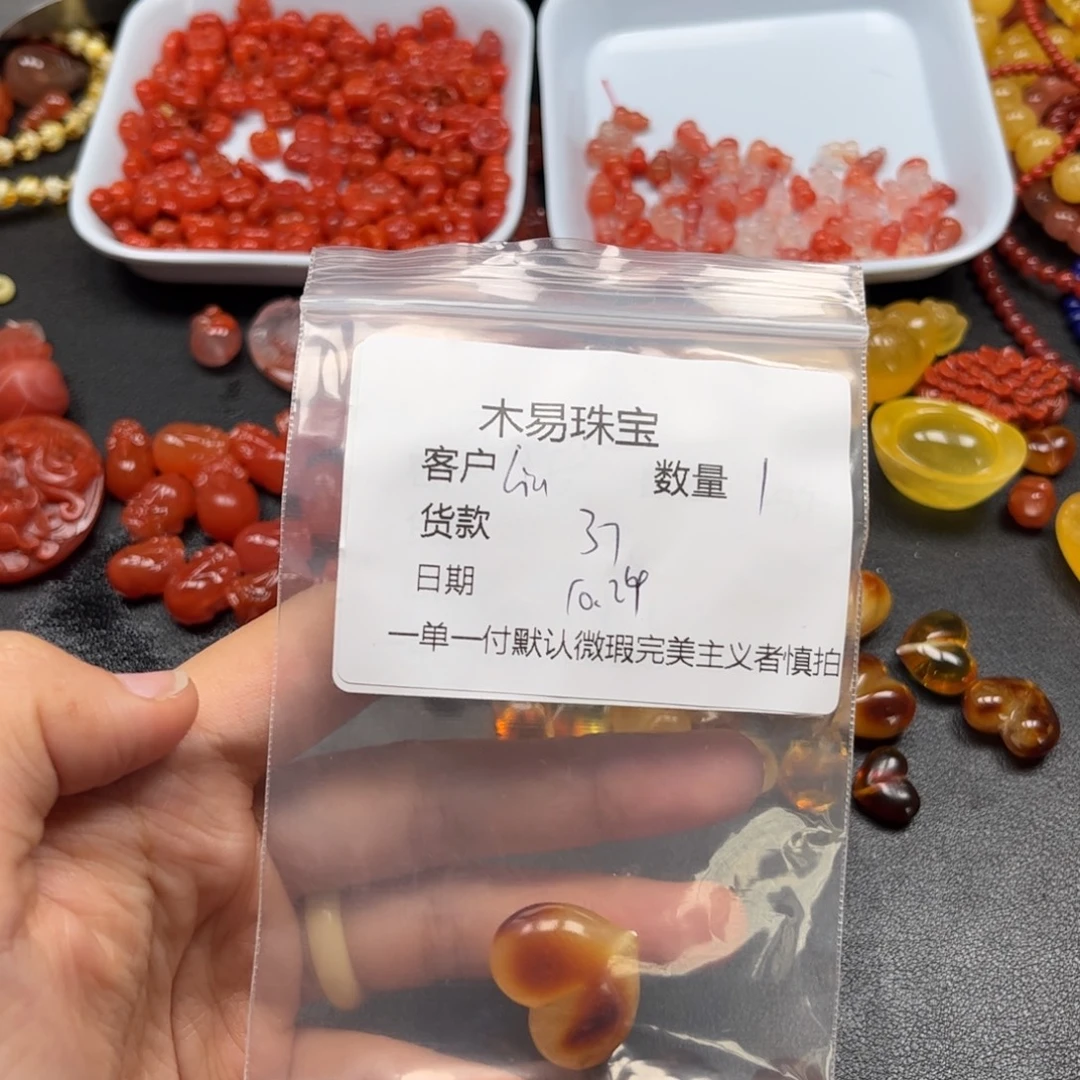 木易珠宝
客户 Liu 数量 1
货款 37
日期 10.24
一单一付默认微瑕完美主义者慎拍